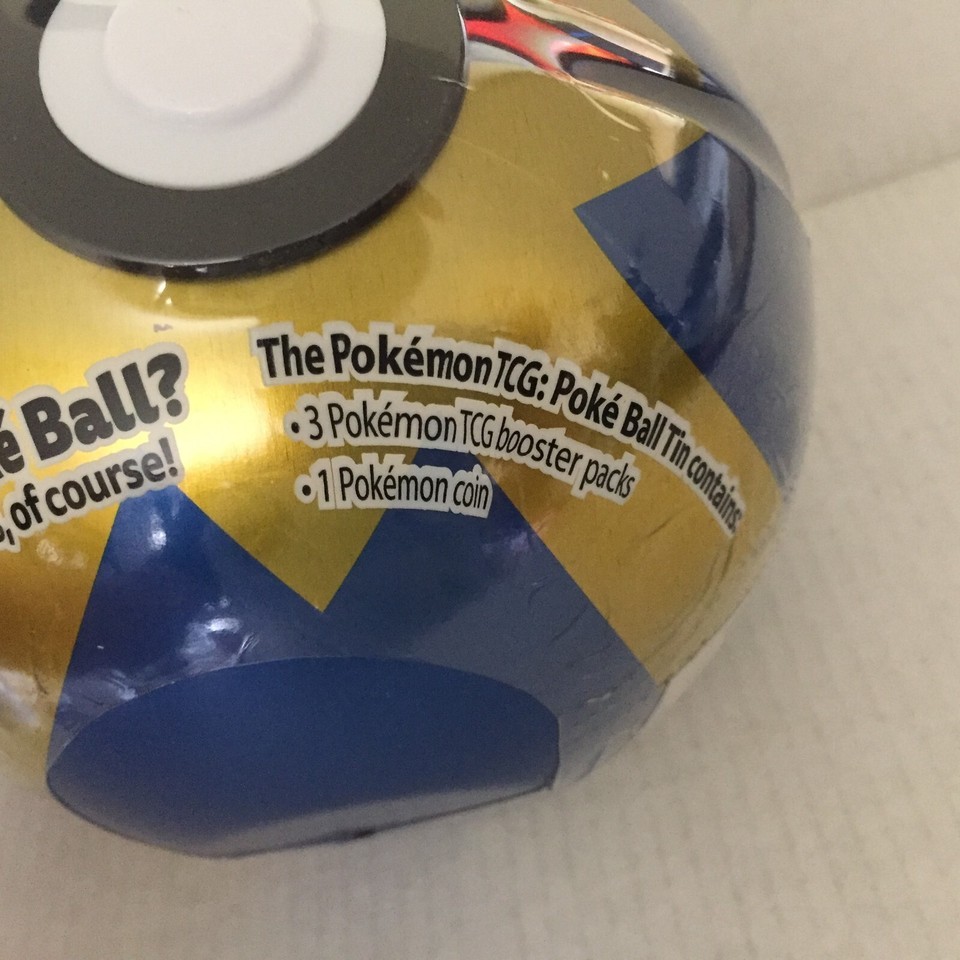 Ball?
of course!
The Pokémon TCG: Poké Ball Tin contains:
• 3 Pokémon TCG booster packs
• 1 Pokémon coin